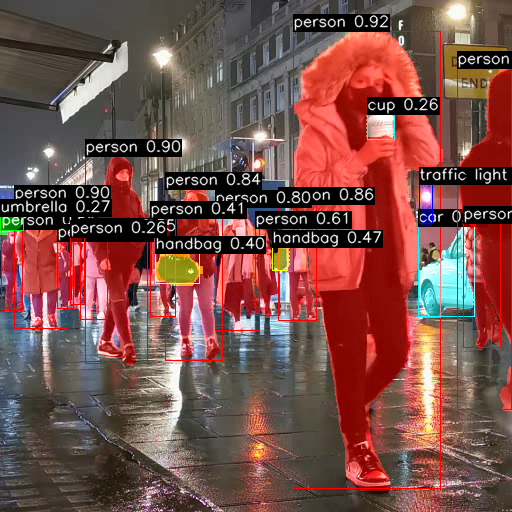 person 0.92
F
O
person
END
cup 0.26
person 0.90
traffic light
person 0.84
person 0.90
person 0.80
on 0.86
umbrella 0.27
person 0.41
person 0.61
car 0.
person
person
person 0.265
handbag 0.47
handbag 0.40